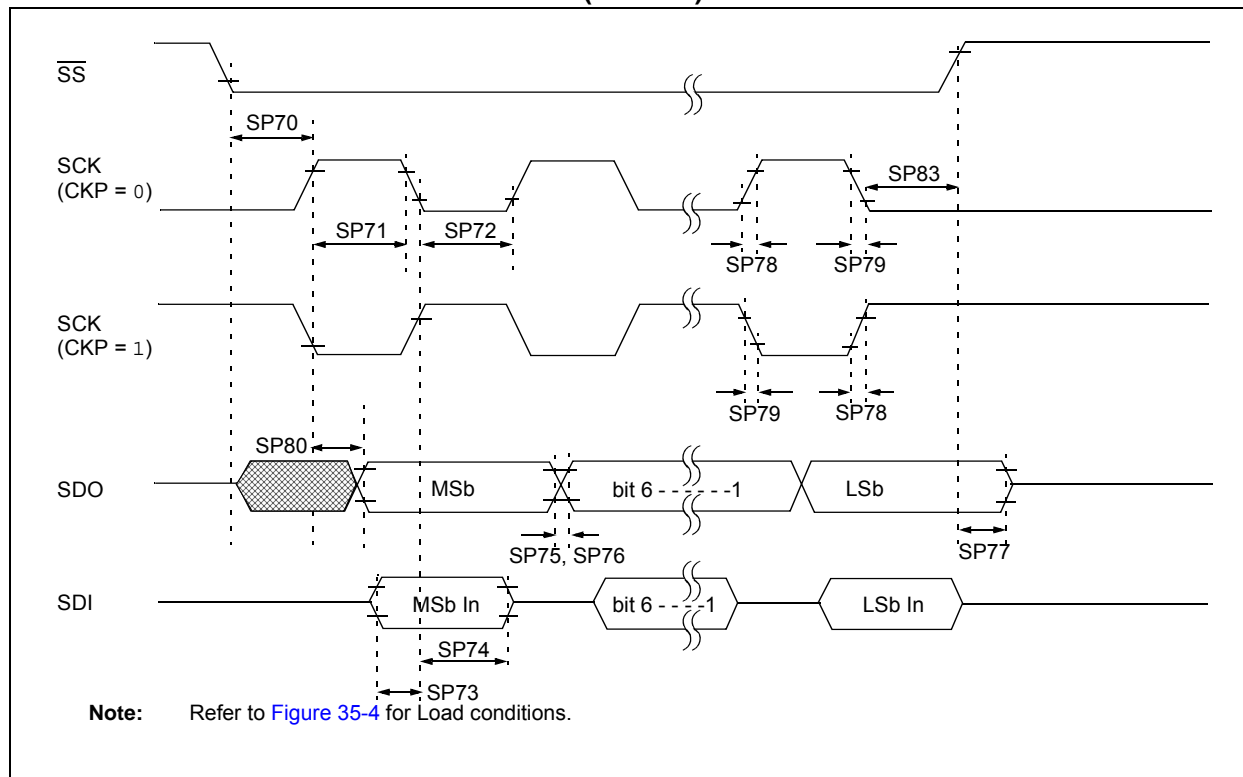 SS
SP70
SCK
(CKP = 0)
SP83
SP71
SP72
SP78
SP79
SCK
(CKP = 1)
SP79
SP78
SP80
SDO
MSb
bit 6 - - - - - -1
LSb
SP75, SP76
SP77
SDI
MSb In
bit 6 - - - -1
LSb In
SP74
SP73
Note: Refer to Figure 35-4 for Load conditions.